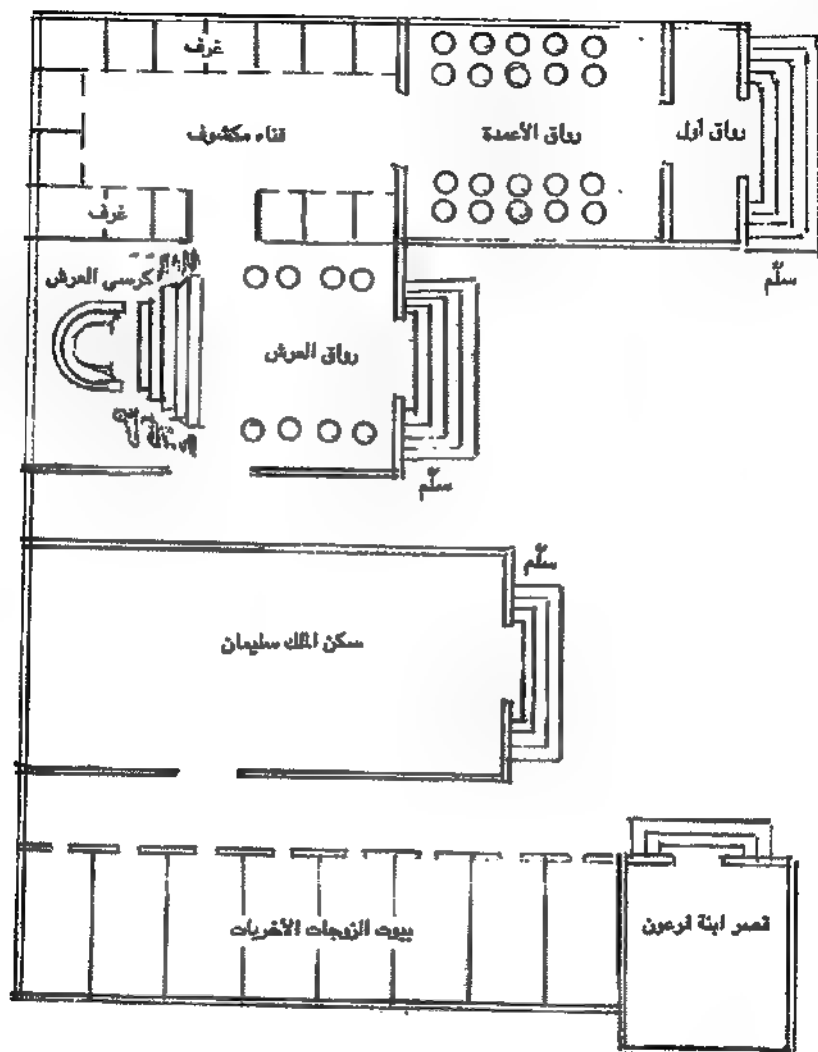 غرف
رواق أول
رواق الأعمدة
فناء مكشوف
غرف
سلّم
كرسي العرش
رواق العرش
سلّم
سلّم
سكن الملك سليمان
بيوت الزوجات الأخريات
قصر ابنة فرعون